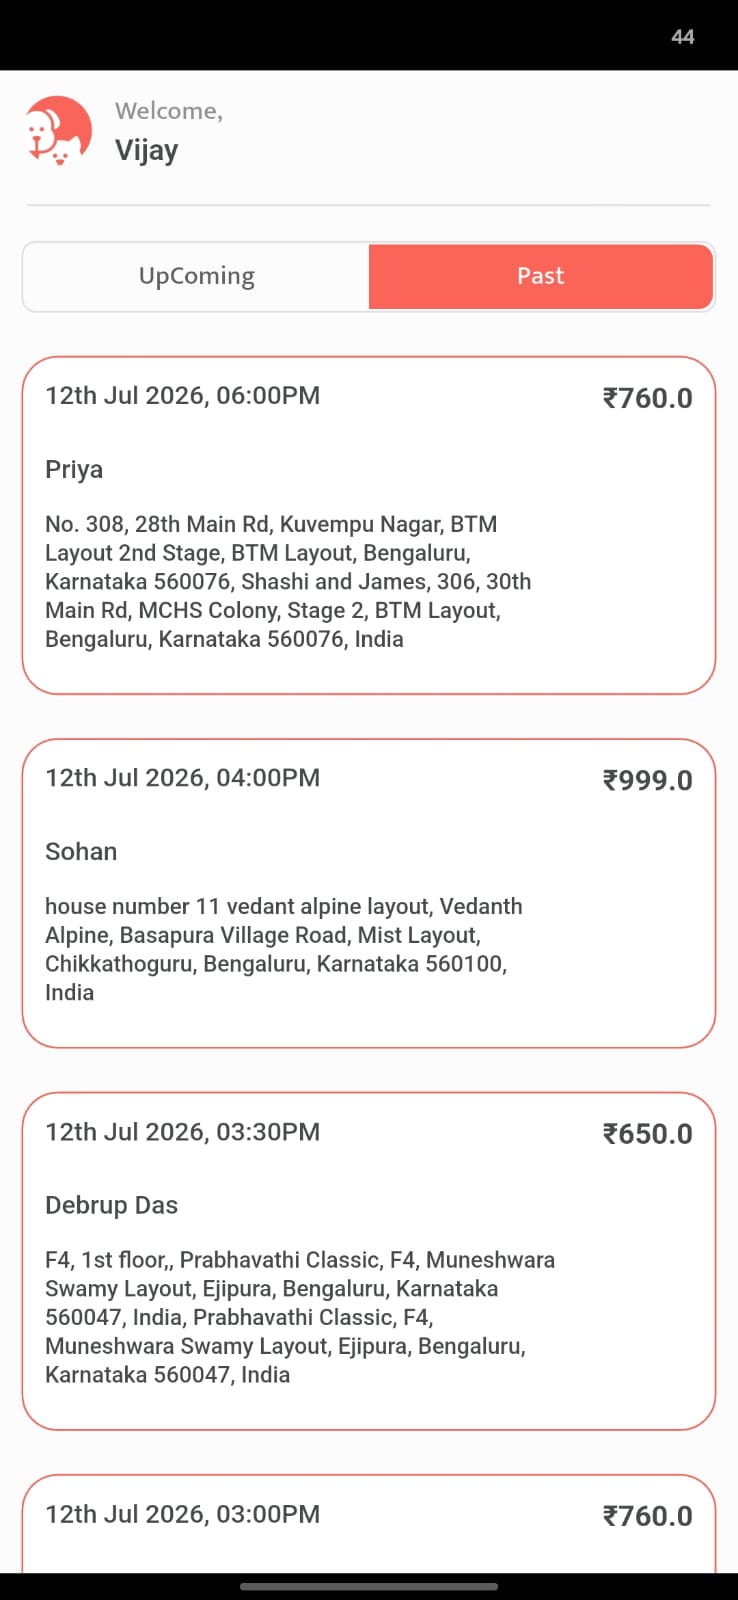 44
Welcome,
Vijay
UpComing
Past
12th Jul 2026, 06:00PM
₹760.0
Priya
No. 308, 28th Main Rd, Kuvempu Nagar, BTM
Layout 2nd Stage, BTM Layout, Bengaluru,
Karnataka 560076, Shashi and James, 306, 30th
Main Rd, MCHS Colony, Stage 2, BTM Layout,
Bengaluru, Karnataka 560076, India
12th Jul 2026, 04:00PM
₹999.0
Sohan
house number 11 vedant alpine layout, Vedanth
Alpine, Basapura Village Road, Mist Layout,
Chikkathoguru, Bengaluru, Karnataka 560100,
India
12th Jul 2026, 03:30PM
₹650.0
Debrup Das
F4, 1st floor,, Prabhavathi Classic, F4, Muneshwara
Swamy Layout, Ejipura, Bengaluru, Karnataka
560047, India, Prabhavathi Classic, F4,
Muneshwara Swamy Layout, Ejipura, Bengaluru,
Karnataka 560047, India
12th Jul 2026, 03:00PM
₹760.0